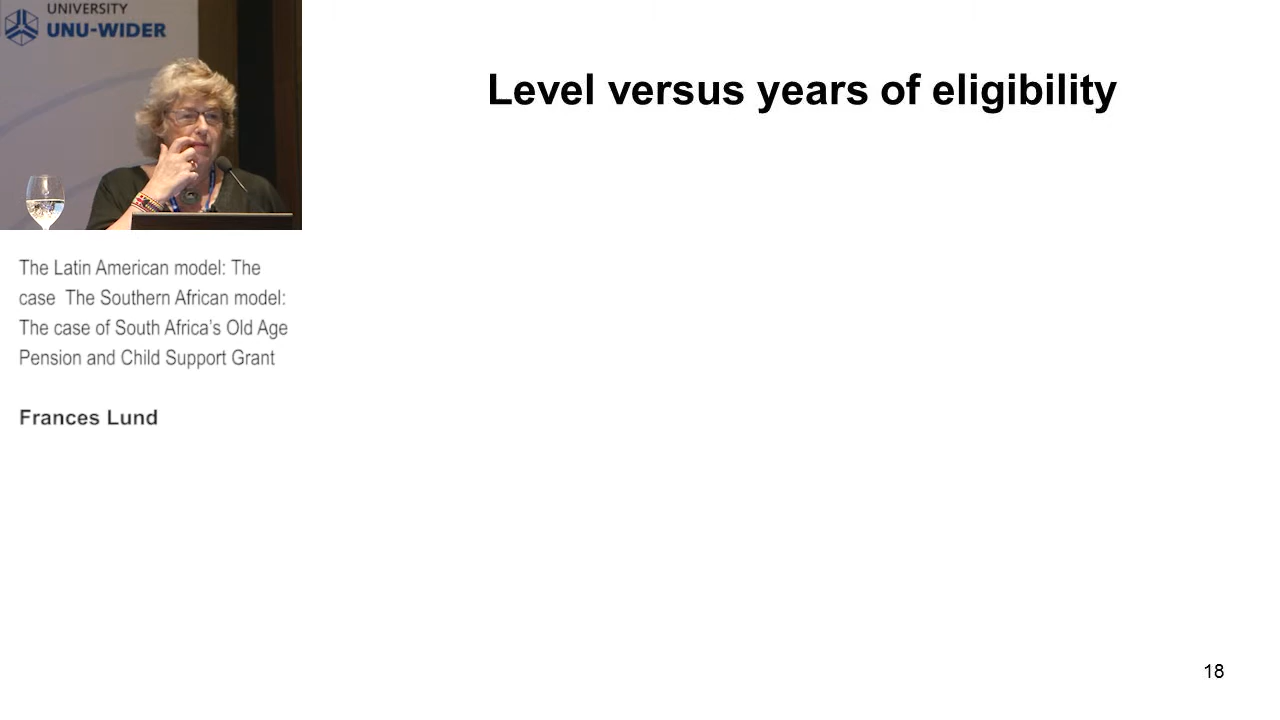 UNIVERSITY
UNU-WIDER
Level versus years of eligibility
The Latin American model: The
case  The Southern African model:
The case of South Africa's Old Age
Pension and Child Support Grant
Frances Lund
18